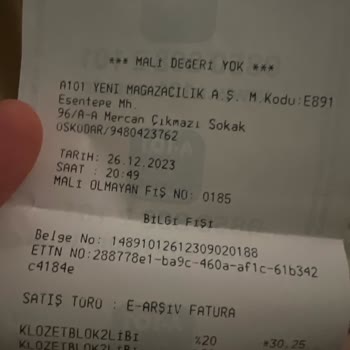 *** MALİ DEĞERİ YOK ***
A101 YENİ MAĞAZACILIK A.Ş. M.Kodu:E891
Esentepe Mh.
96/A-A Mercan Çıkmazı Sokak
ÜSKÜDAR/9480423762
TARİH: 26.12.2023
SAAT : 20:49
MALİ OLMAYAN FİŞ NO: 0185
BİLGİ FİŞİ
Belge No: 14891012612309020188
ETTN NO:288778e1-ba9c-460a-af1c-61b342
c4184e
SATIŞ TÜRÜ : E-ARŞİV FATURA
KLOZETBLOK2LİBİ %20 *30,25